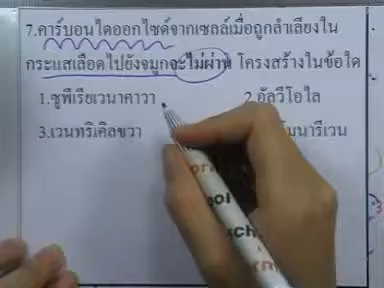 7.คาร์บอนไดออกไซด์จากเซลล์เมื่อถูกลำเลียงใน
กระแสเลือดไปยังจมูกจะไม่ผ่าน โครงสร้างในข้อใด
1.ซูพีเรียเวนาคาวา 2.อัลวีโอไล
3.เวนทริเคิลขวา